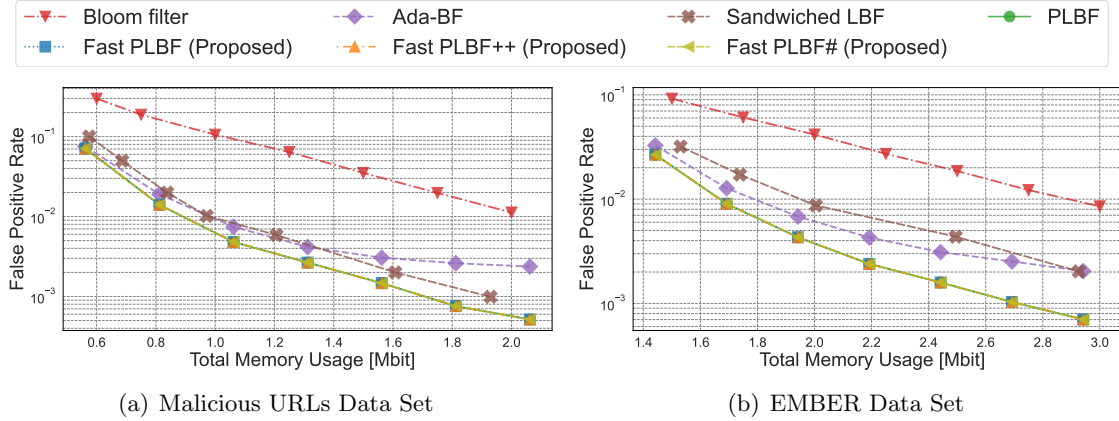 Bloom filter Ada-BF Sandwiched LBF PLBF
Fast PLBF (Proposed) Fast PLBF++ (Proposed) Fast PLBF# (Proposed)
False Positive Rate
10⁻¹
10⁻²
10⁻³
0.6 0.8 1.0 1.2 1.4 1.6 1.8 2.0
Total Memory Usage [Mbit]
(a) Malicious URLs Data Set
False Positive Rate
10⁻¹
10⁻²
10⁻³
1.4 1.6 1.8 2.0 2.2 2.4 2.6 2.8 3.0
Total Memory Usage [Mbit]
(b) EMBER Data Set